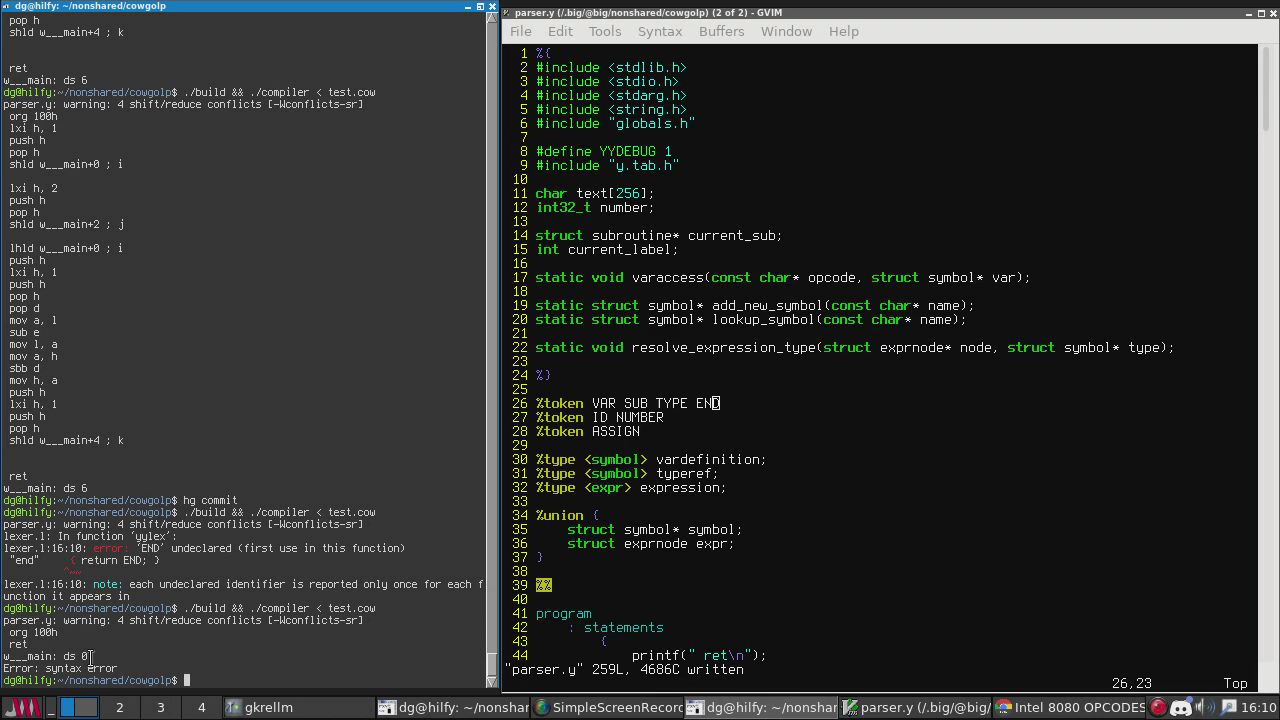 dg@hilfy: ~/nonshared/cowgolp
pop h
shld w___main+4 ; k
ret
w___main: ds 6
dg@hilfy:~/nonshared/cowgolp$ ./build && ./compiler < test.cow
parser.y: warning: 4 shift/reduce conflicts [-Wconflicts-sr]
org 100h
lxi h, 1
push h
pop h
shld w___main+0 ; i
lxi h, 2
push h
pop h
shld w___main+2 ; j
lhld w___main+0 ; i
push h
lxi h, 1
push h
pop h
pop d
mov a, l
sub e
mov l, a
mov a, h
sbb d
mov h, a
push h
lxi h, 1
push h
pop h
shld w___main+4 ; k
ret
w___main: ds 6
dg@hilfy:~/nonshared/cowgolp$ hg commit
dg@hilfy:~/nonshared/cowgolp$ ./build && ./compiler < test.cow
parser.y: warning: 4 shift/reduce conflicts [-Wconflicts-sr]
lexer.l: In function 'yylex':
lexer.l:16:10: error: 'END' undeclared (first use in this function)
"end" { return END; }
^~~~
lexer.l:16:10: note: each undeclared identifier is reported only once for each f
unction it appears in
dg@hilfy:~/nonshared/cowgolp$ ./build && ./compiler < test.cow
parser.y: warning: 4 shift/reduce conflicts [-Wconflicts-sr]
org 100h
ret
w___main: ds 0
Error: syntax error
dg@hilfy:~/nonshared/cowgolp$
parser.y (/.big/@big/nonshared/cowgolp) (2 of 2) - GVIM
File Edit Tools Syntax Buffers Window Help
1 %{
2 #include <stdlib.h>
3 #include <stdio.h>
4 #include <stdarg.h>
5 #include <string.h>
6 #include "globals.h"
7
8 #define YYDEBUG 1
9 #include "y.tab.h"
10
11 char text[256];
12 int32_t number;
13
14 struct subroutine* current_sub;
15 int current_label;
16
17 static void varaccess(const char* opcode, struct symbol* var);
18
19 static struct symbol* add_new_symbol(const char* name);
20 static struct symbol* lookup_symbol(const char* name);
21
22 static void resolve_expression_type(struct exprnode* node, struct symbol* type);
23
24 %}
25
26 %token VAR SUB TYPE END
27 %token ID NUMBER
28 %token ASSIGN
29
30 %type <symbol> vardefinition;
31 %type <symbol> typeref;
32 %type <expr> expression;
33
34 %union {
35 struct symbol* symbol;
36 struct exprnode expr;
37 }
38
39 %%
40
41 program
42 : statements
43 {
44 printf(" ret\n");
"parser.y" 259L, 4686C written
26,23 Top
2 3 4 gkrellm dg@hilfy: ~/nonshar SimpleScreenRecor dg@hilfy: ~/nonshar parser.y (/.big/@big/ Intel 8080 OPCODES 16:10